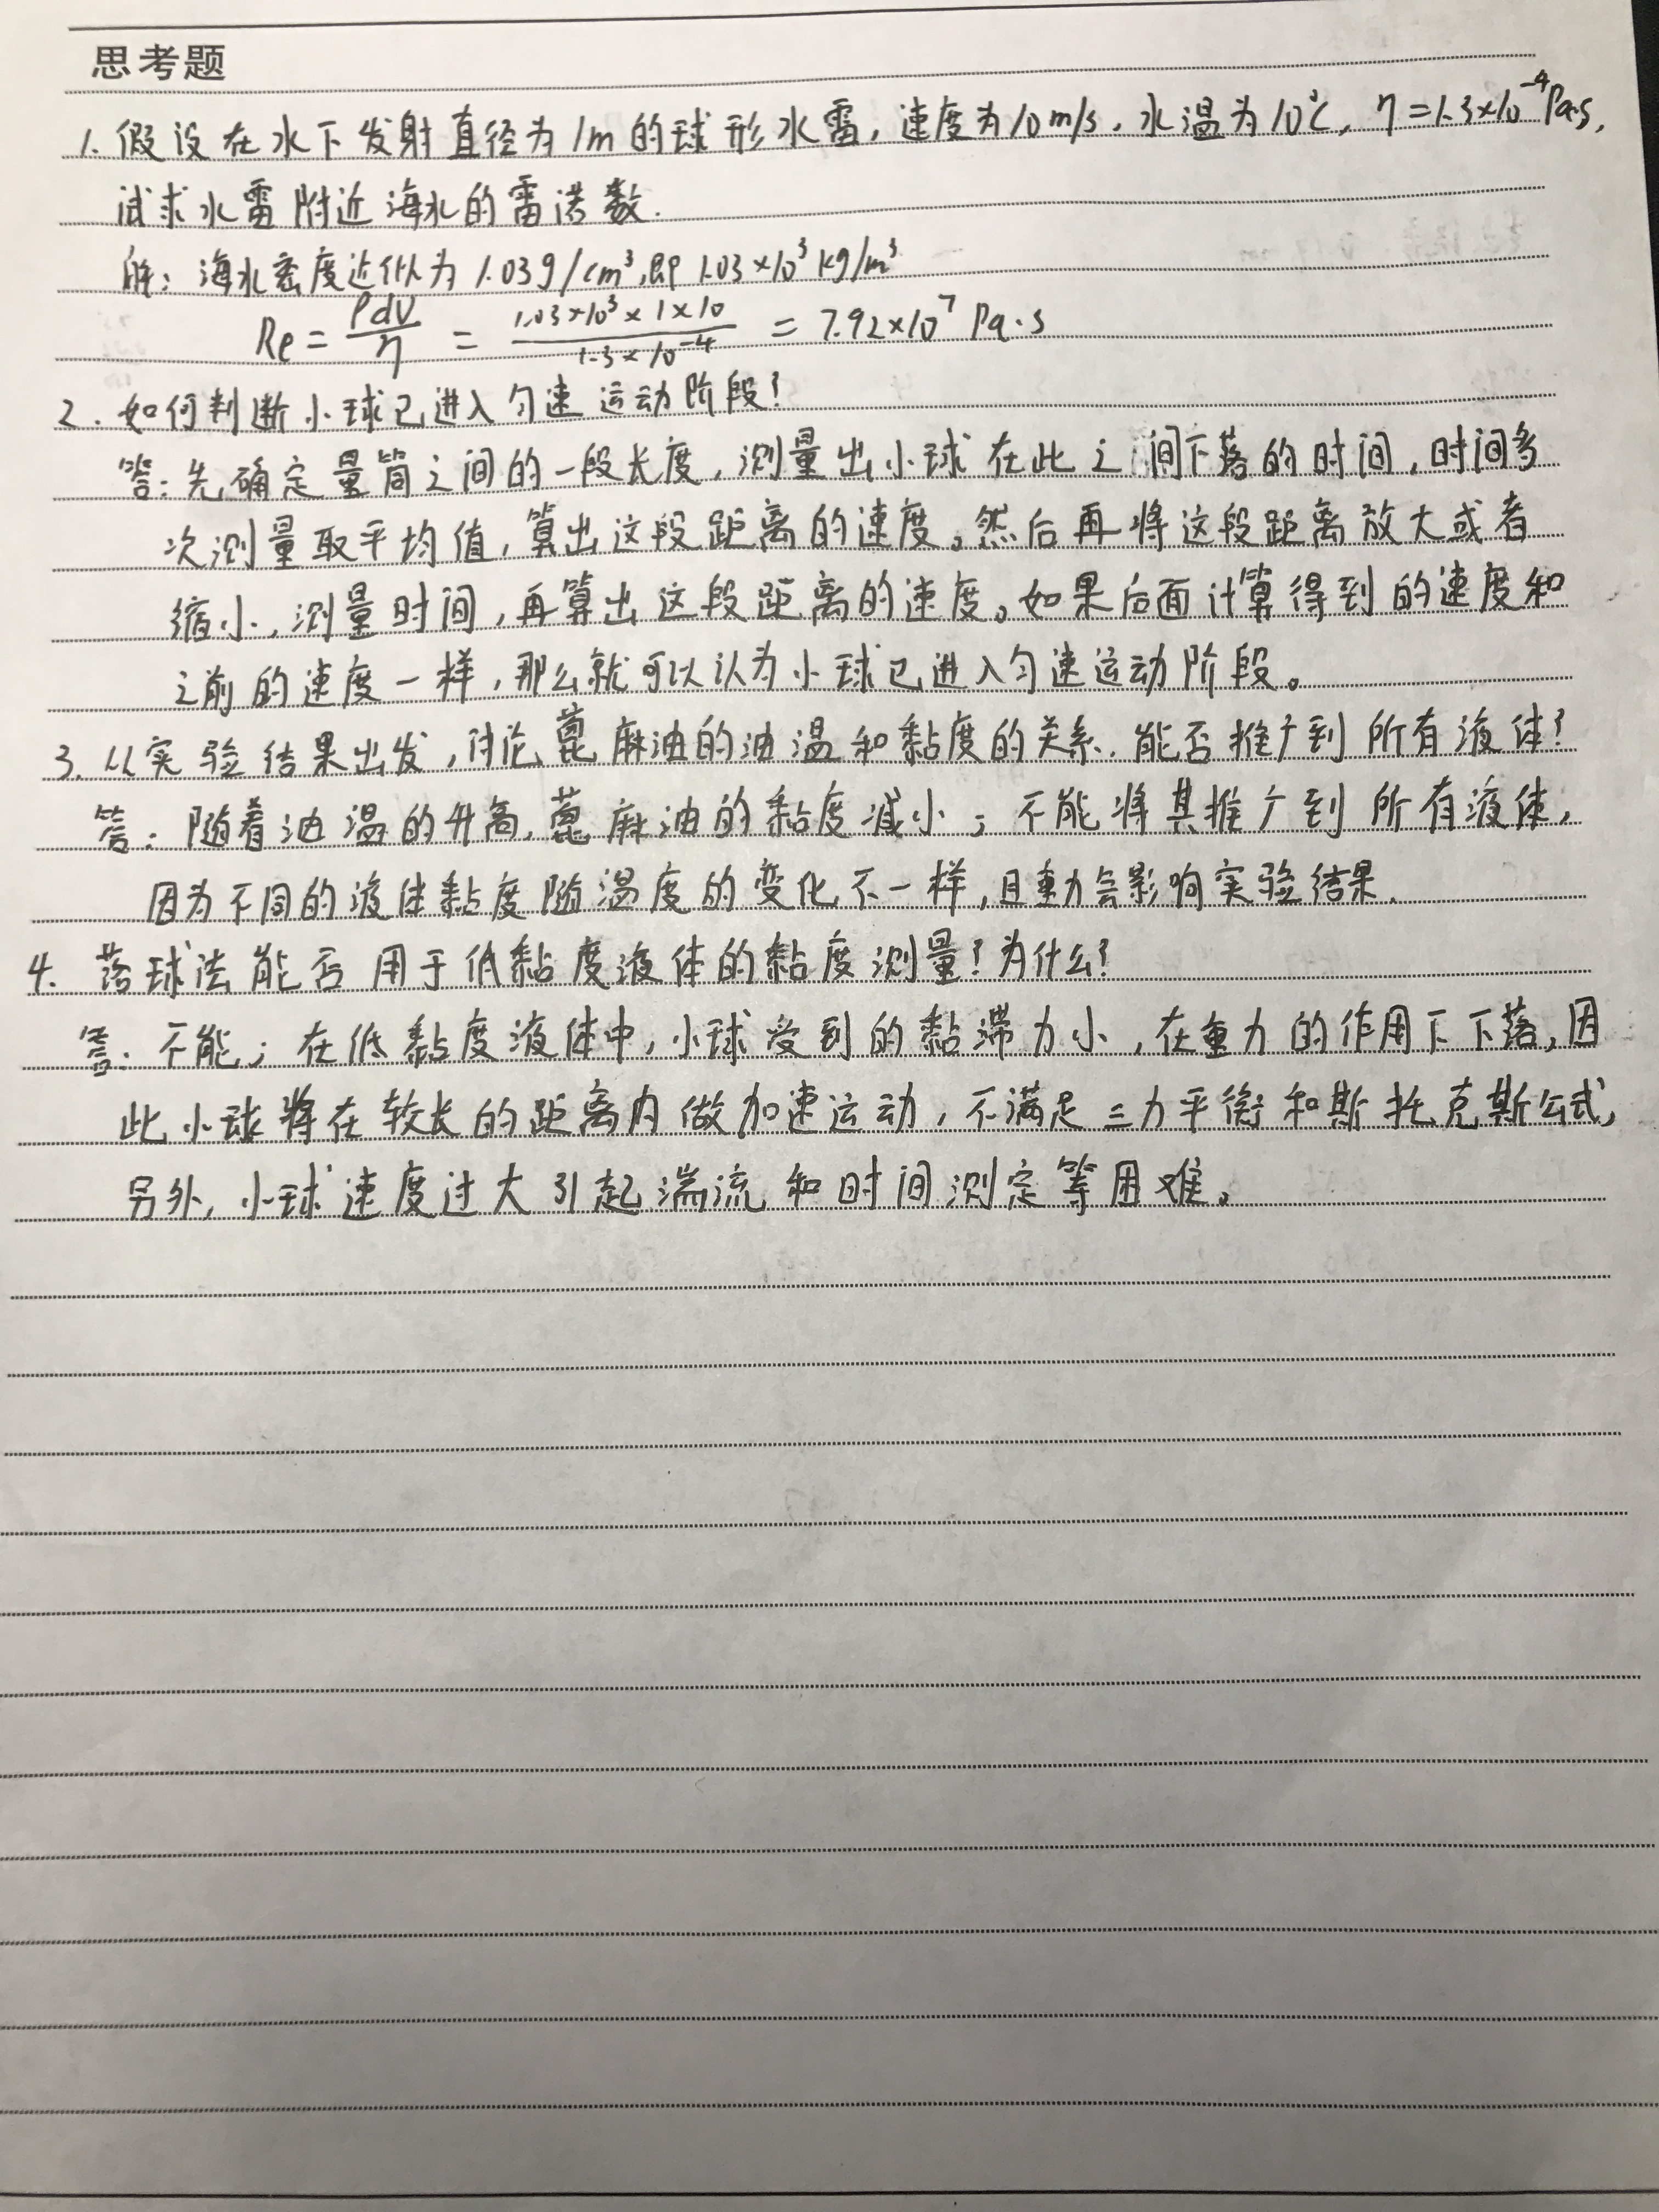 思考题
1. 假设在水下发射直径为1m的球形水雷,速度为10m/s,水温为10℃,η=1.3×10⁻⁴Pa·s,
试求水雷附近海水的雷诺数.
解:海水密度近似为1.03g/cm³,即1.03×10³kg/m³
Re = ρdv/η = 1.03×10³×1×10/1.3×10⁻⁴ = 7.92×10⁷ Pa·s
2. 如何判断小球已进入匀速运动阶段?
答:先确定量筒之间的一段长度,测量出小球在此之间下落的时间,时间多
次测量取平均值,算出这段距离的速度。然后再将这段距离放大或者
缩小,测量时间,再算出这段距离的速度。如果后面计算得到的速度和
之前的速度一样,那么就可以认为小球已进入匀速运动阶段。
3. 从实验结果出发,讨论蓖麻油的油温和黏度的关系.能否推广到所有液体?
答:随着油温的升高,蓖麻油的黏度减小;不能将其推广到所有液体,
因为不同的液体黏度随温度的变化不一样,且重力会影响实验结果.
4. 落球法能否用于低黏度液体的黏度测量?为什么?
答:不能;在低黏度液体中,小球受到的黏滞力小,在重力的作用下下落,因
此小球将在较长的距离内做加速运动,不满足三力平衡和斯托克斯公式,
另外,小球速度过大引起湍流和时间测定等困难。